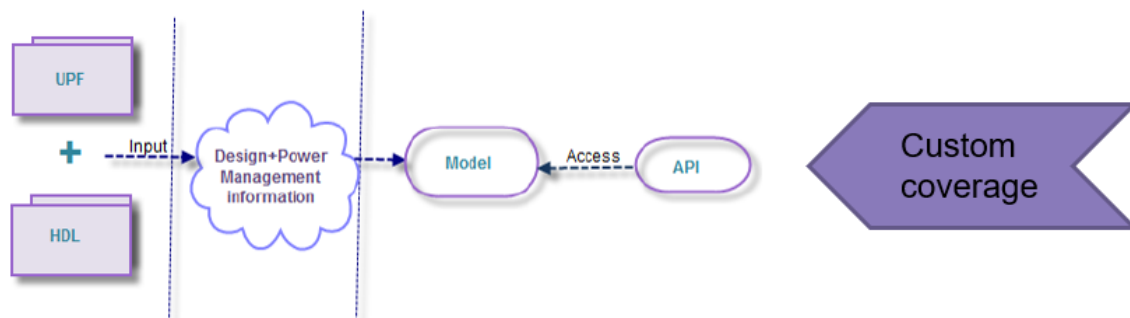 UPF
+
HDL
Input
Design+Power
Management
information
Model
Access
API
Custom
coverage